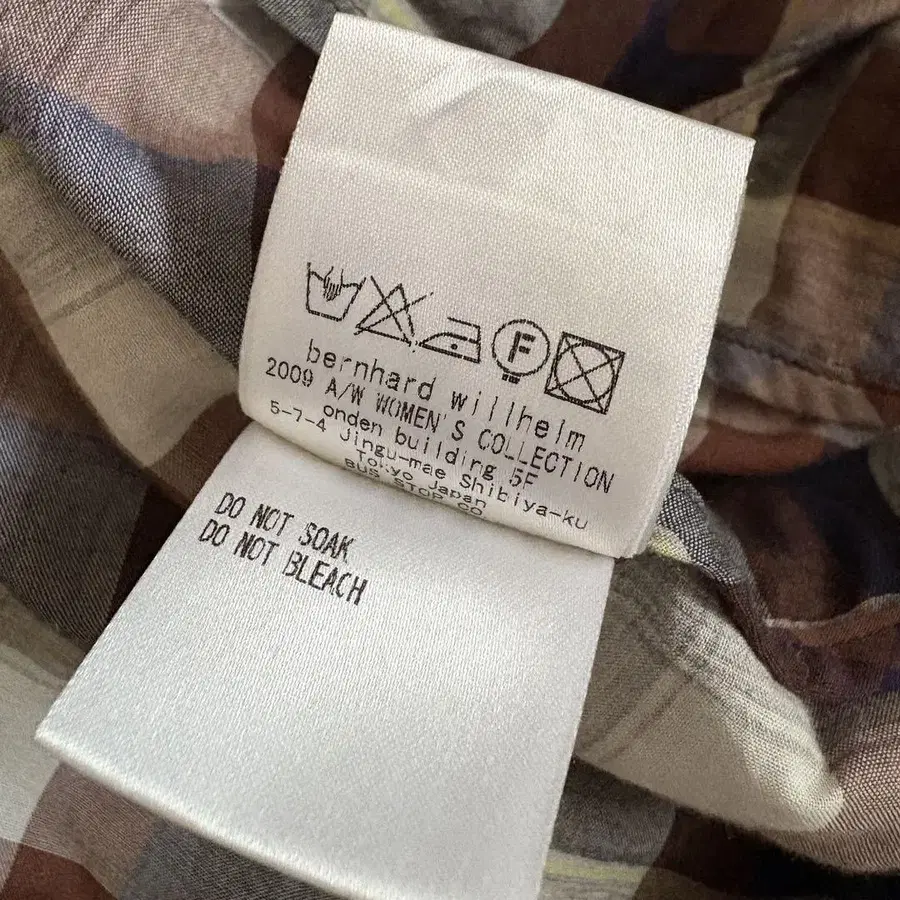 F
bernhard willhelm
2009 A/W WOMEN'S COLLECTION
onden building 5F
5-7-4 Jingu-mae Shibiya-ku
Tokyo Japan
BUS STOP CO
DO NOT SOAK
DO NOT BLEACH